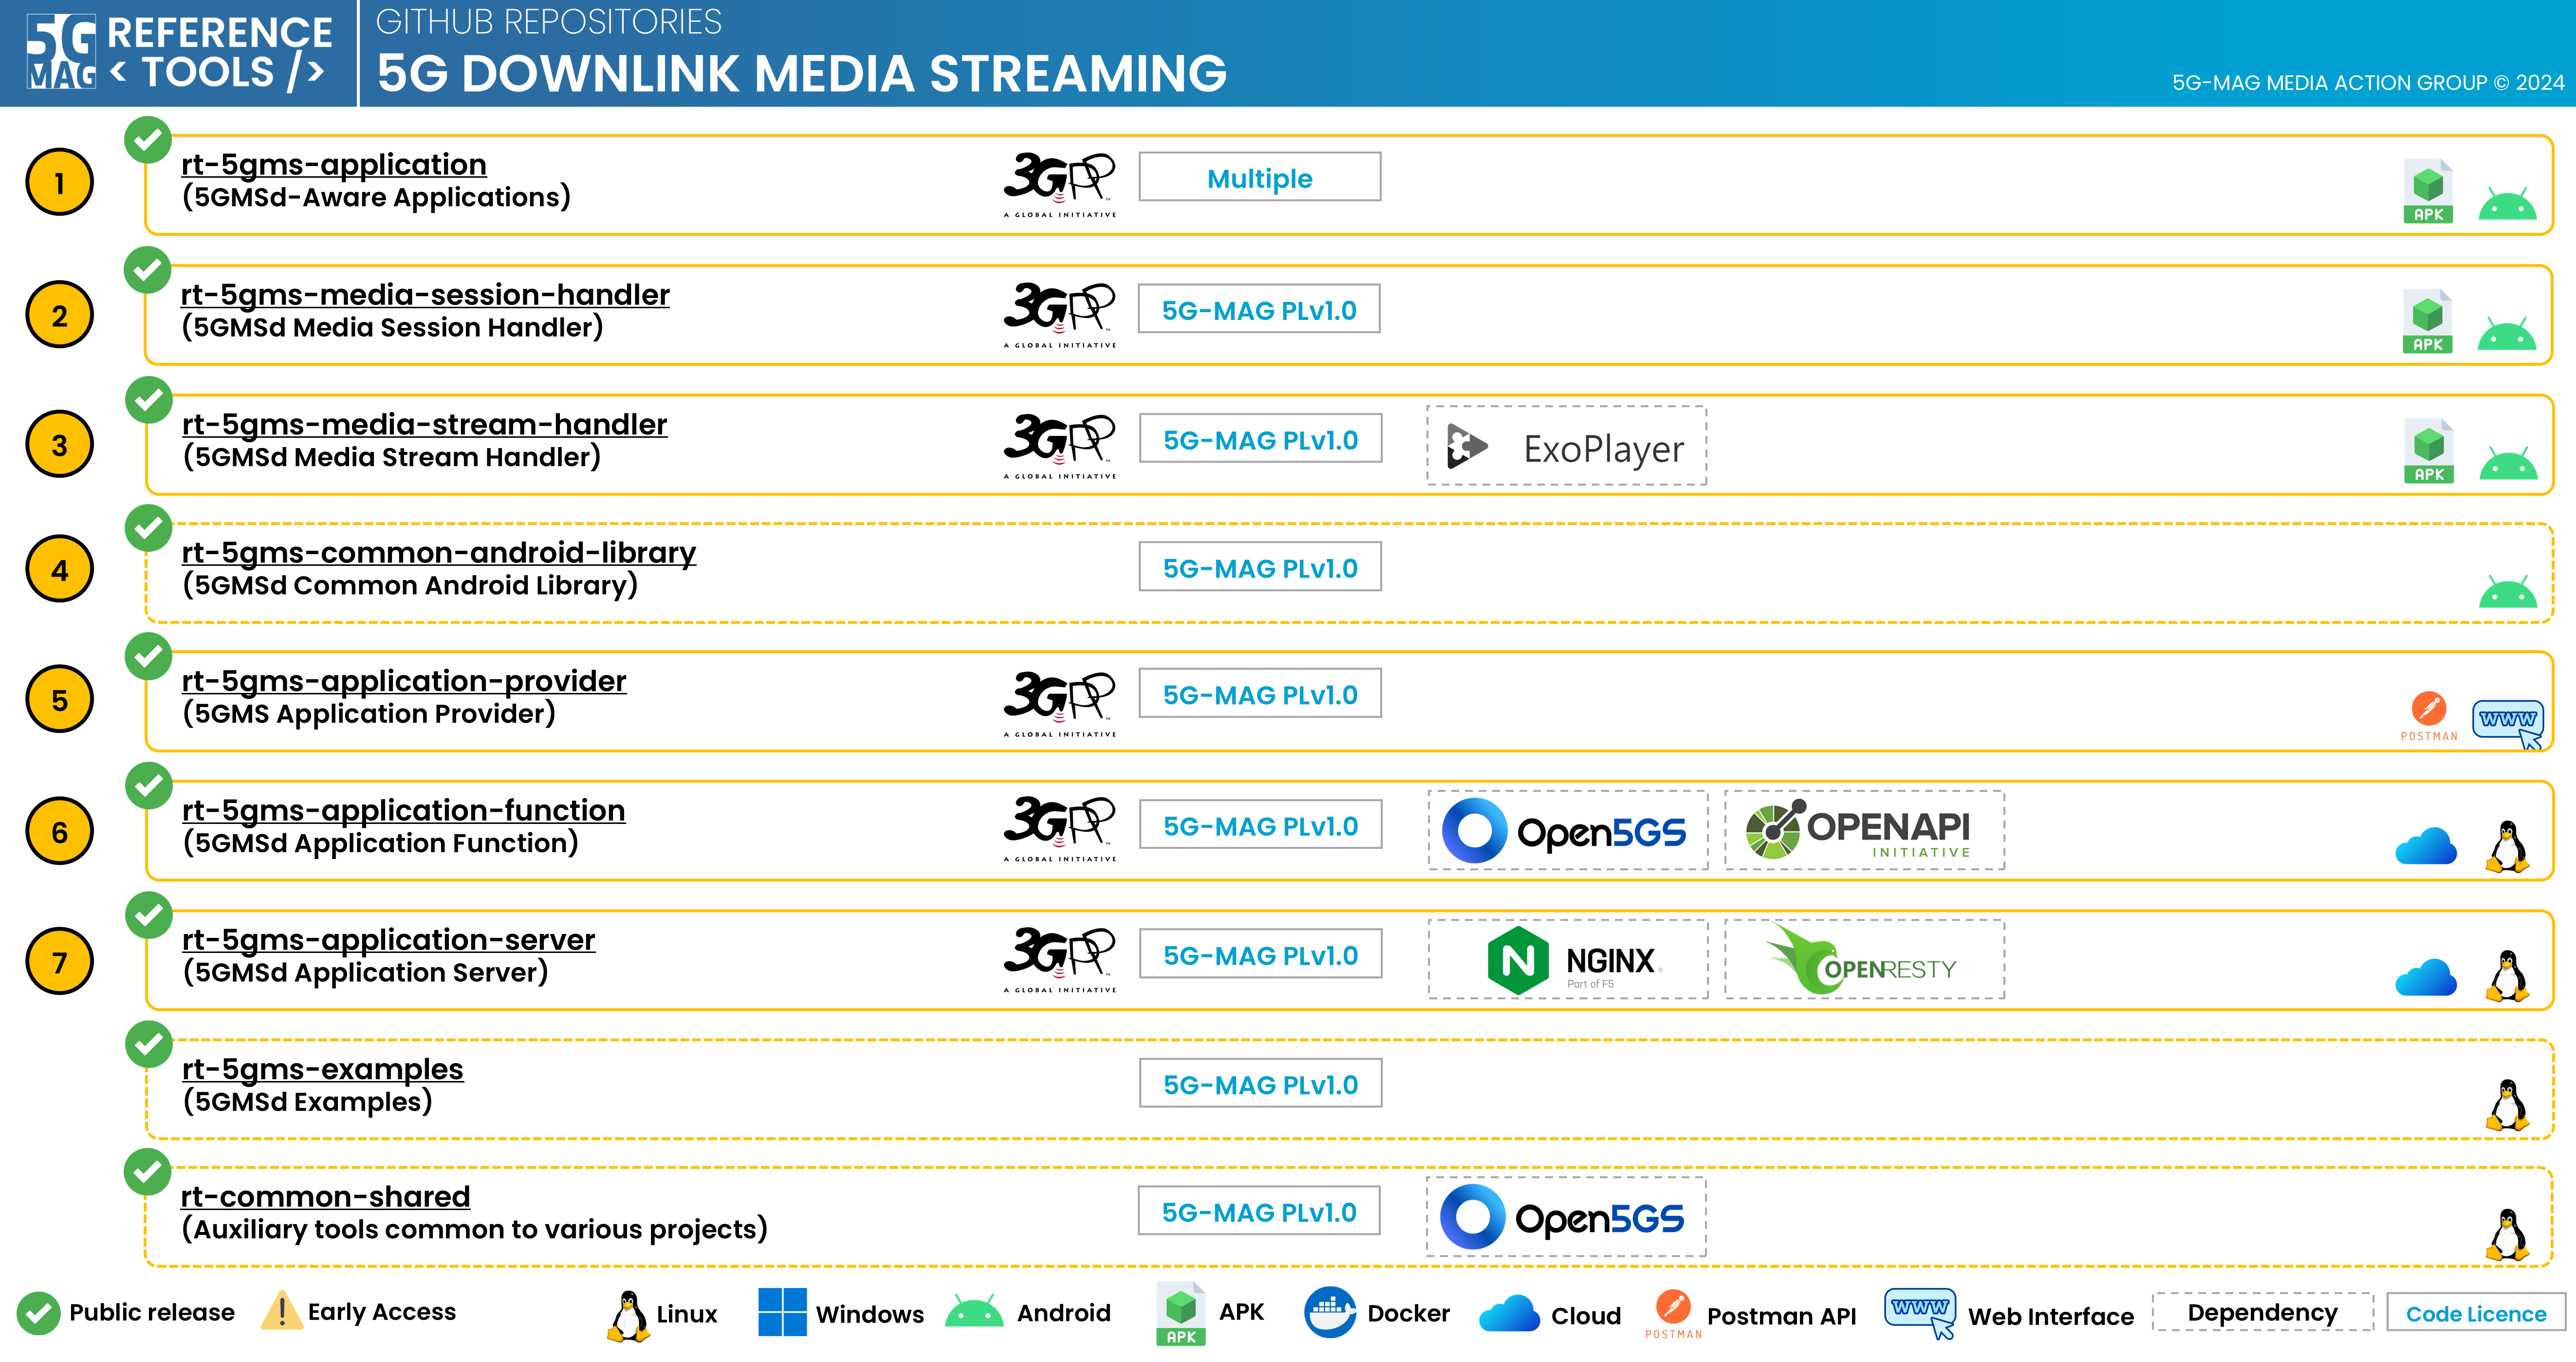 5G MAG
REFERENCE
< TOOLS />
GITHUB REPOSITORIES
5G DOWNLINK MEDIA STREAMING
5G-MAG MEDIA ACTION GROUP © 2024
1
rt-5gms-application
(5GMSd-Aware Applications)
3GPP™
A GLOBAL INITIATIVE
Multiple
APK
2
rt-5gms-media-session-handler
(5GMSd Media Session Handler)
3GPP™
A GLOBAL INITIATIVE
5G-MAG PLv1.0
APK
3
rt-5gms-media-stream-handler
(5GMSd Media Stream Handler)
3GPP™
A GLOBAL INITIATIVE
5G-MAG PLv1.0
ExoPlayer
APK
4
rt-5gms-common-android-library
(5GMSd Common Android Library)
5G-MAG PLv1.0
5
rt-5gms-application-provider
(5GMS Application Provider)
3GPP™
A GLOBAL INITIATIVE
5G-MAG PLv1.0
POSTMAN
WWW
6
rt-5gms-application-function
(5GMSd Application Function)
3GPP™
A GLOBAL INITIATIVE
5G-MAG PLv1.0
Open5GS
OPENAPI
INITIATIVE
7
rt-5gms-application-server
(5GMSd Application Server)
3GPP™
A GLOBAL INITIATIVE
5G-MAG PLv1.0
N NGINX
Part of F5
OPENRESTY
rt-5gms-examples
(5GMSd Examples)
5G-MAG PLv1.0
rt-common-shared
(Auxiliary tools common to various projects)
5G-MAG PLv1.0
Open5GS
Public release
Early Access
Linux
Windows
Android
APK
APK
Docker
Cloud
POSTMAN
Postman API
WWW
Web Interface
Dependency
Code Licence